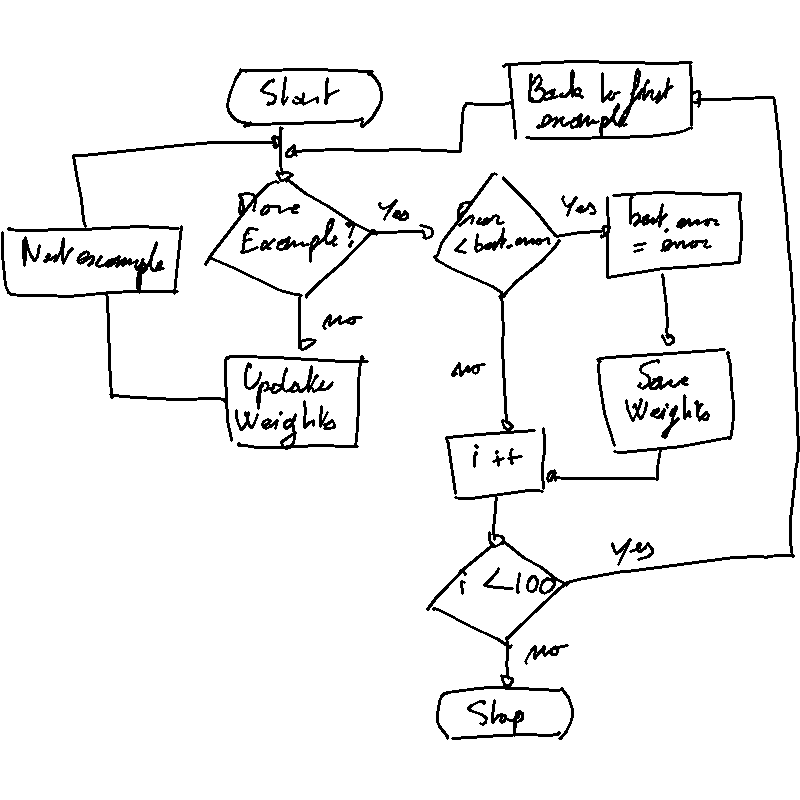 Start
Back to first
example
More
Example?
Yes
Error
< best.error
Yes
best.error
= error
Next example
no
Update
Weights
no
Save
Weights
i ++
i < 100
Yes
no
Stop